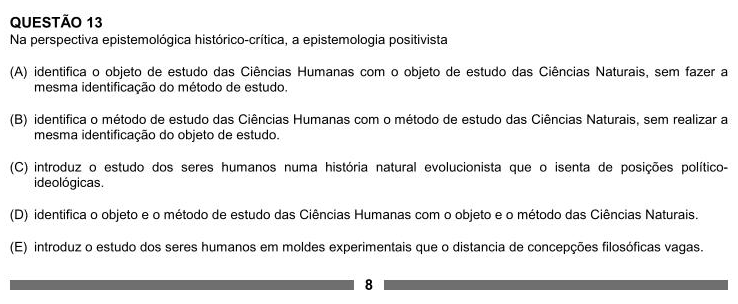 QUESTÃO 13
Na perspectiva epistemológica histórico-crítica, a epistemologia positivista
(A) identifica o objeto de estudo das Ciências Humanas com o objeto de estudo das Ciências Naturais, sem fazer a
mesma identificação do método de estudo.
(B) identifica o método de estudo das Ciências Humanas com o método de estudo das Ciências Naturais, sem realizar a
mesma identificação do objeto de estudo.
(C) introduz o estudo dos seres humanos numa história natural evolucionista que o isenta de posições político-
ideológicas.
(D) identifica o objeto e o método de estudo das Ciências Humanas com o objeto e o método das Ciências Naturais.
(E) introduz o estudo dos seres humanos em moldes experimentais que o distancia de concepções filosóficas vagas.
8